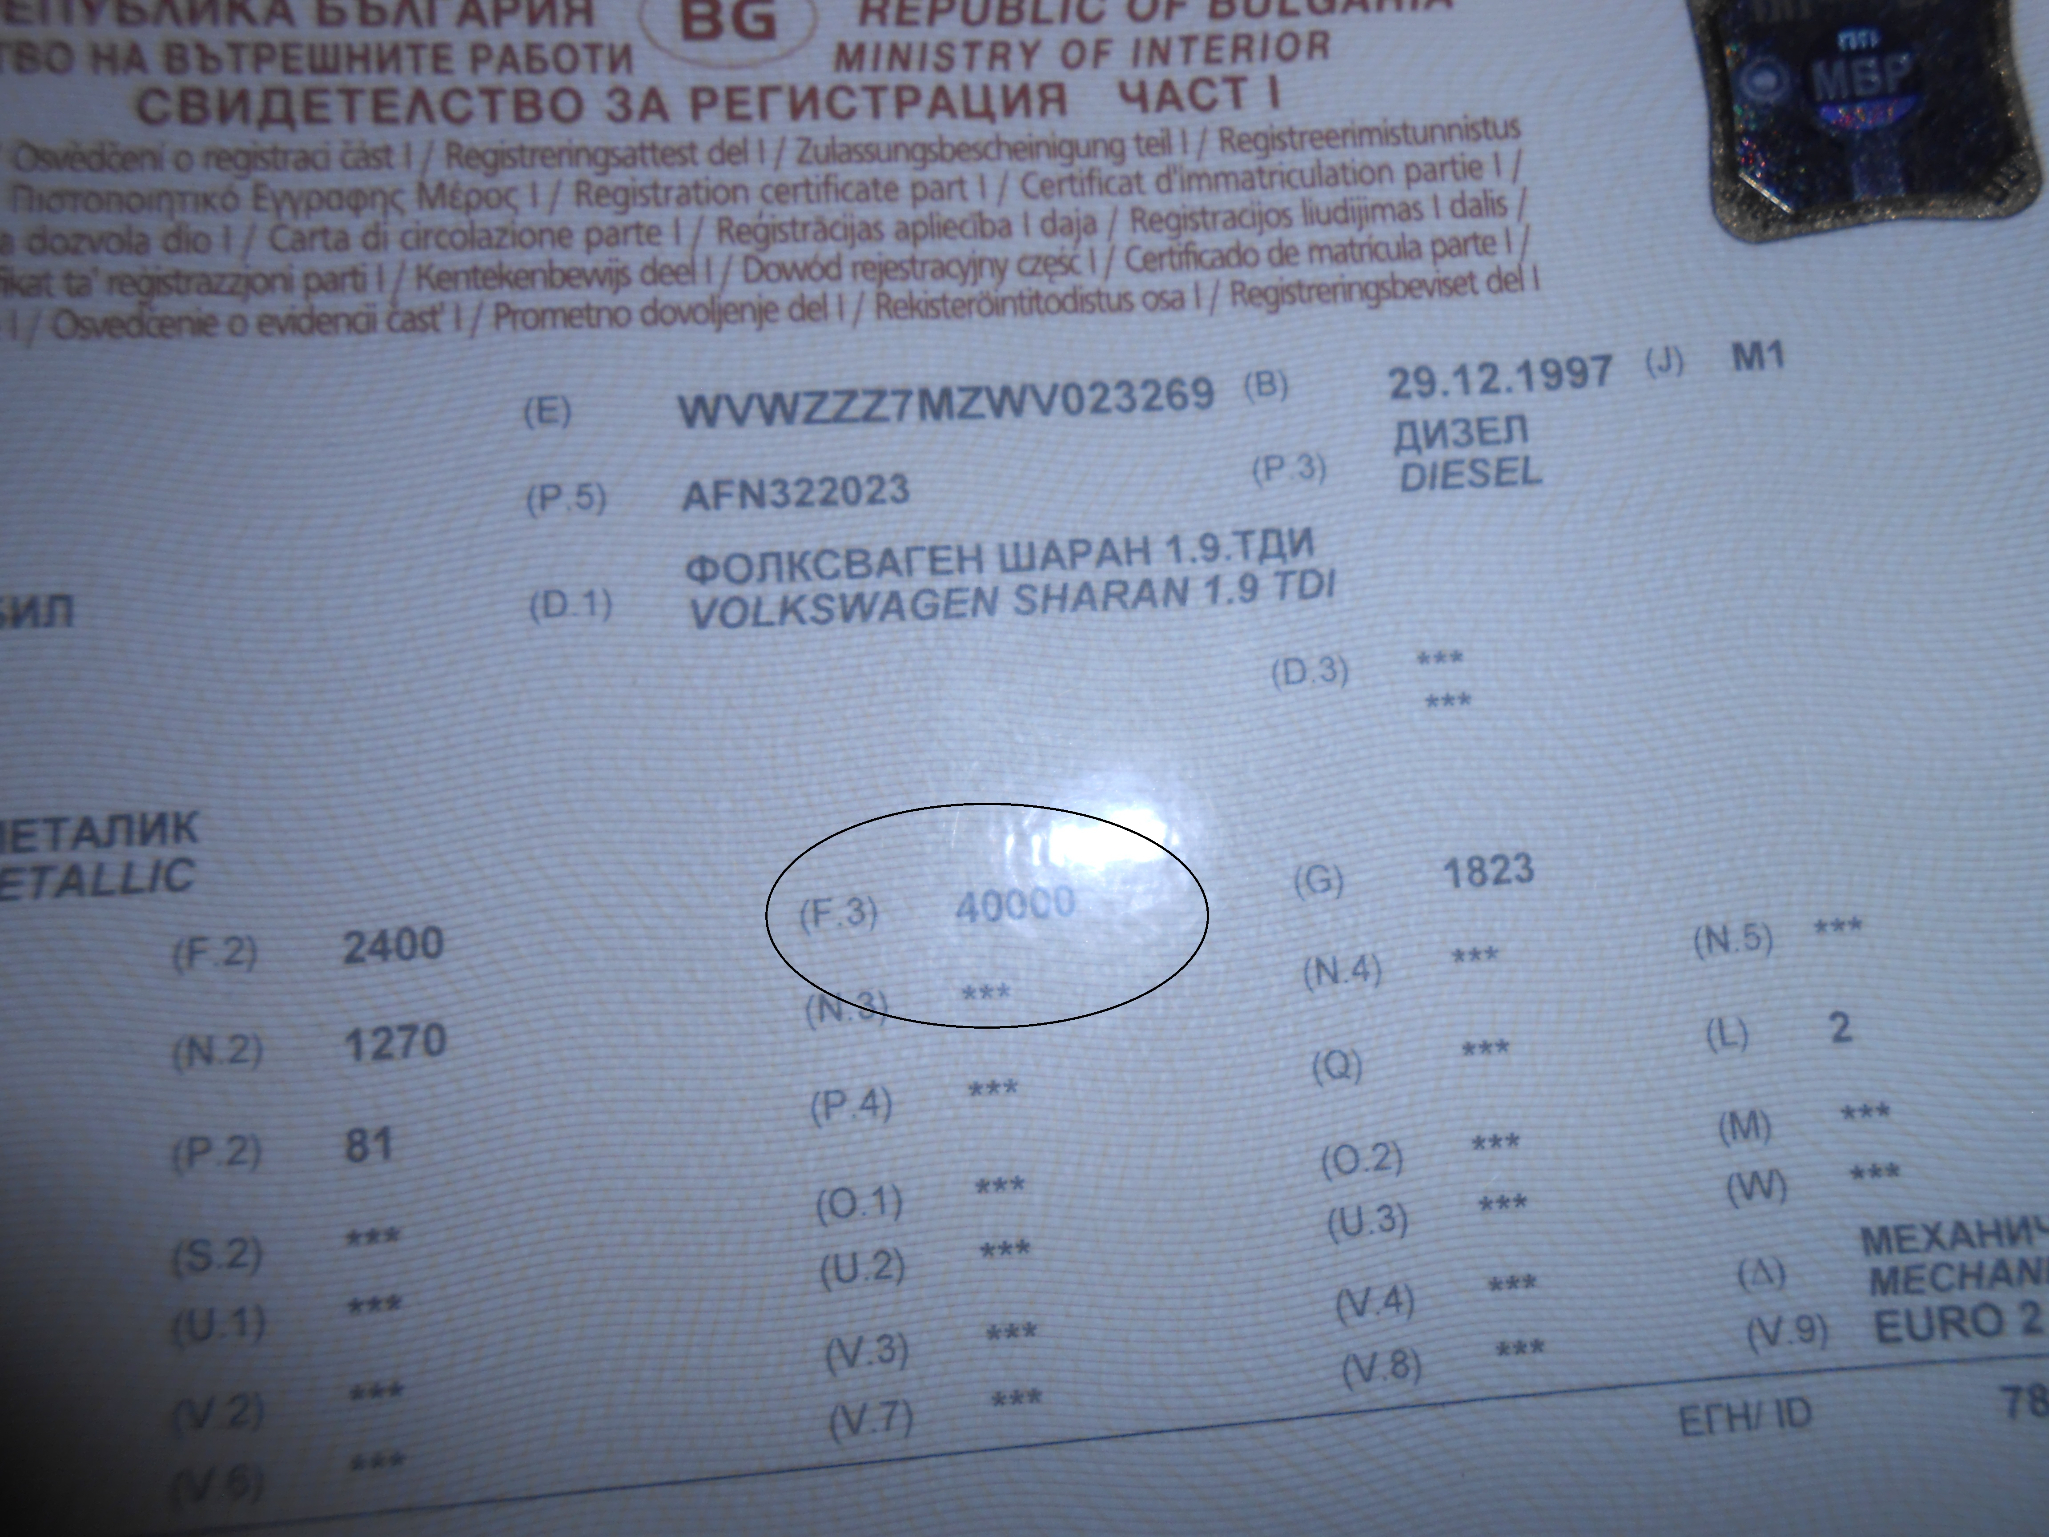 РЕПУБЛИКА БЪЛГАРИЯ BG REPUBLIC OF BULGARIA
ТВО НА ВЪТРЕШНИТЕ РАБОТИ MINISTRY OF INTERIOR
СВИДЕТЕЛСТВО ЗА РЕГИСТРАЦИЯ ЧАСТ I
МВР
Osvědčení o registraci část I / Registreringsattest del I / Zulassungsbescheinigung teil I / Registreerimistunnistus
Πιστοποιητικό Εγγραφης Μέρος I / Registration certificate part I / Certificat d'immatriculation partie I /
a dozvola dio I / Carta di circolazione parte I / Reģistrācijas apliecība I daja / Registracijos liudijimas I dalis /
fikat ta' registrazzjoni parti I / Kentekenbewijs deel I / Dowód rejestracyjny część I / Certificado de matrícula parte I /
I / Osvedčenie o evidencii časť I / Prometno dovoljenje del I / Rekisteröintitodistus osa I / Registreringsbeviset del I
(E) WVWZZZ7MZWV023269 (B) 29.12.1997 (J) M1
(P.5) AFN322023 (P.3) ДИЗЕЛ
DIESEL
БИЛ (D.1) ФОЛКСВАГЕН ШАРАН 1.9.ТДИ
VOLKSWAGEN SHARAN 1.9 TDI
(D.3) ***
***
МЕТАЛИК
ETALLIC
(F.2) 2400 (F.3) 40000 (G) 1823
(N.2) 1270 (N.3) *** (N.4) *** (N.5) ***
(P.2) 81 (P.4) *** (Q) *** (L) 2
(S.2) *** (O.1) *** (O.2) *** (M) ***
(U.1) *** (U.2) *** (U.3) *** (W) ***
(V.2) *** (V.3) *** (V.4) *** (Δ) МЕХАНИЧ
MECHANI
(V.6) *** (V.7) *** (V.8) *** (V.9) EURO 2
ЕГН/ ID 78